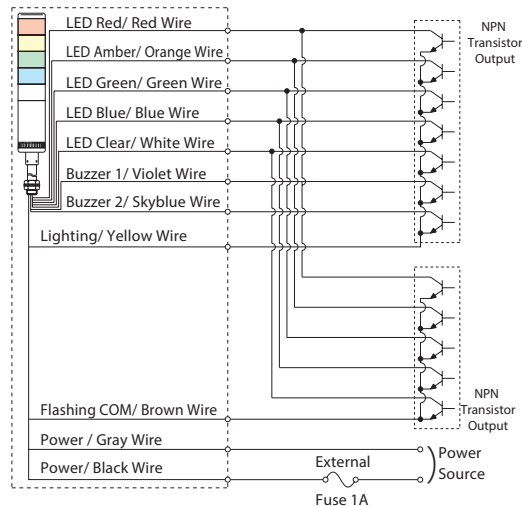 LED Red/ Red Wire
LED Amber/ Orange Wire
LED Green/ Green Wire
LED Blue/ Blue Wire
LED Clear/ White Wire
Buzzer 1/ Violet Wire
Buzzer 2/ Skyblue Wire
Lighting/ Yellow Wire
NPN
Transistor
Output
Flashing COM/ Brown Wire
Power / Gray Wire
Power/ Black Wire
NPN
Transistor
Output
External
Fuse 1A
Power
Source